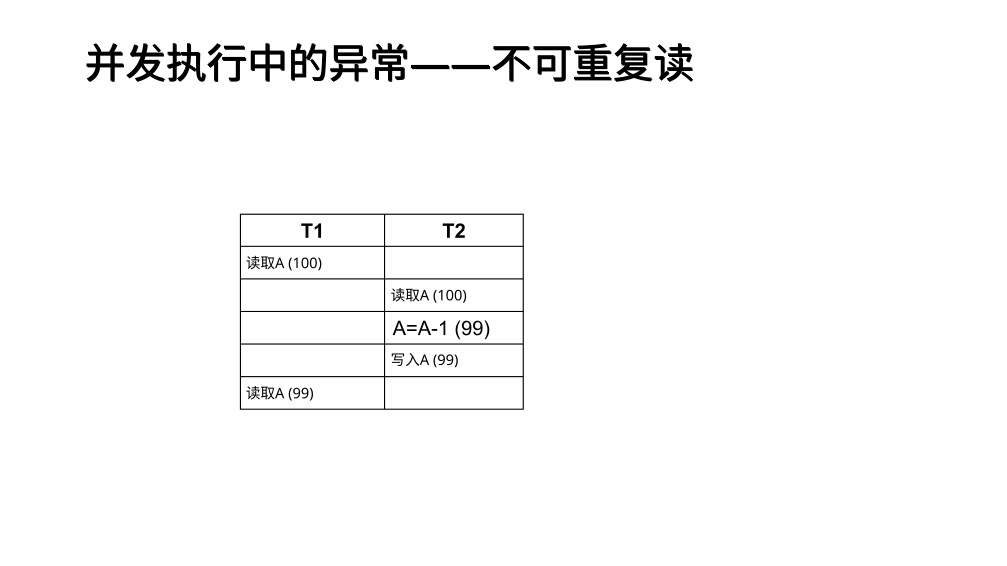 并发执行中的异常——不可重复读
T1 T2
读取A (100)
读取A (100)
A=A-1 (99)
写入A (99)
读取A (99)